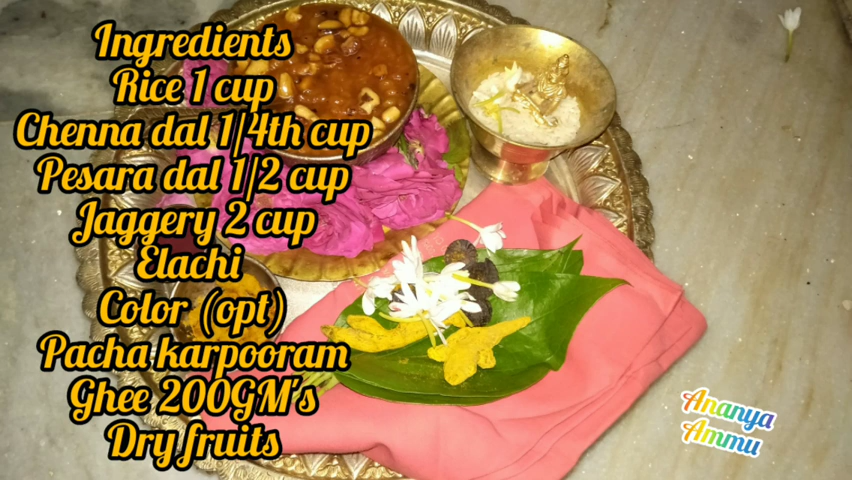 Ingredients
Rice 1 cup
Chenna dal 1/4th cup
Pesara dal 1/2 cup
Jaggery 2 cup
Elachi
Color (opt)
Pacha karpooram
Ghee 200GM's
Dry fruits
Ananya
Ammu